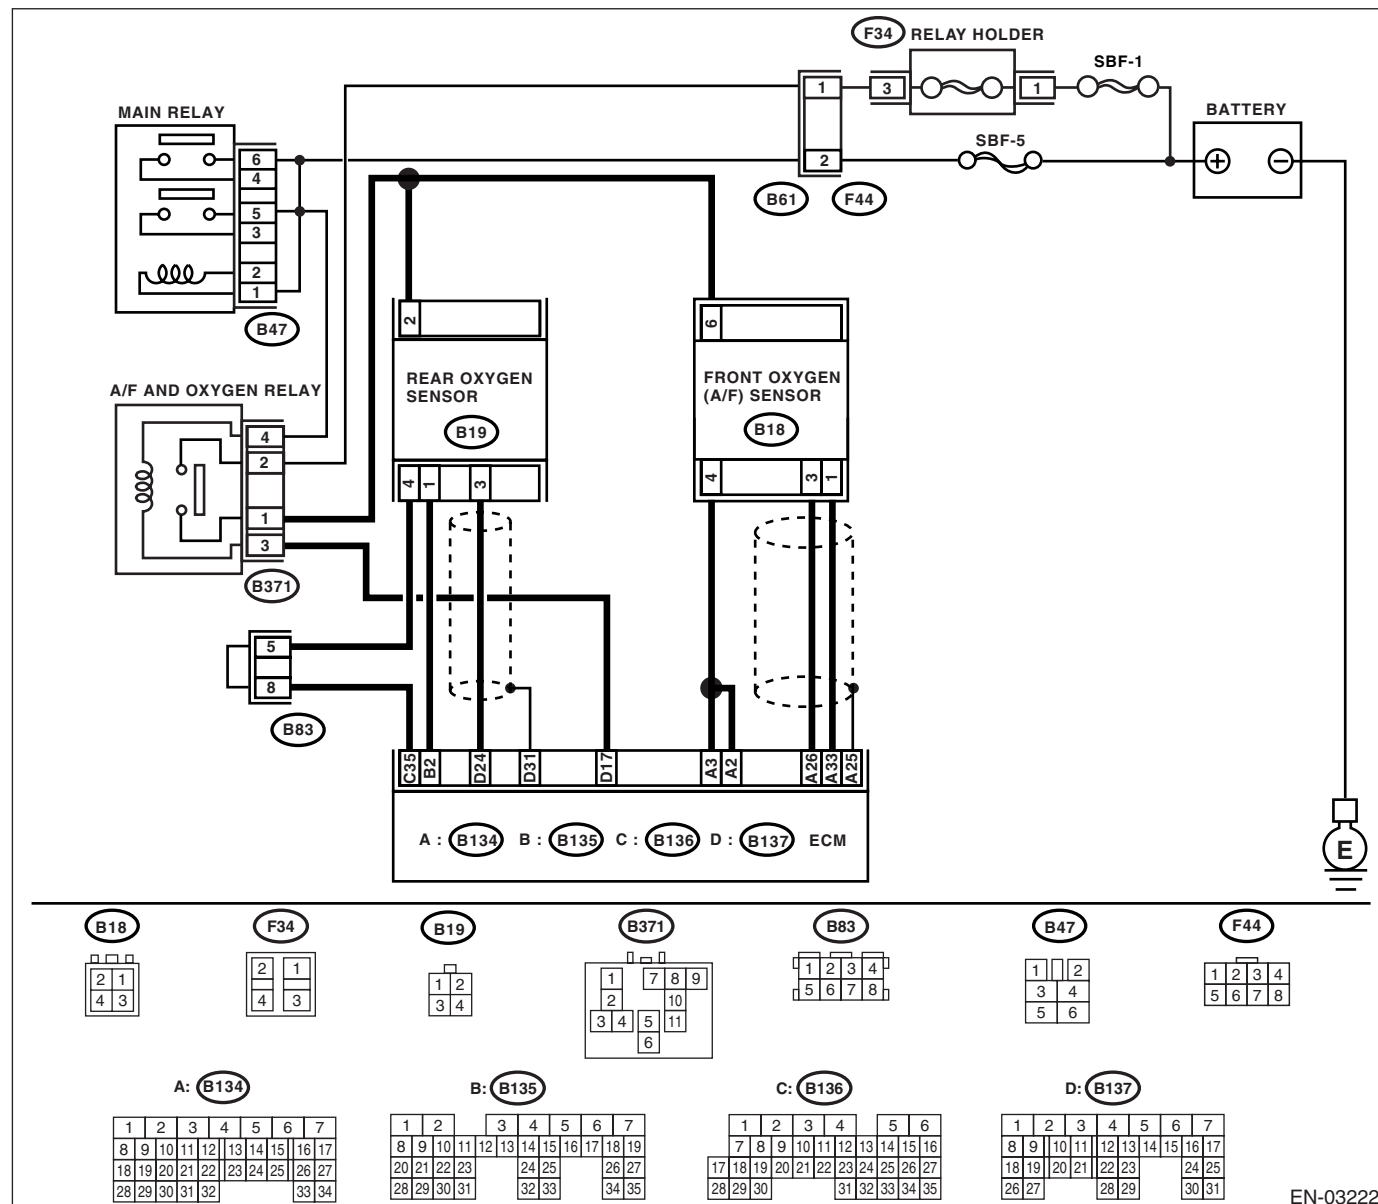 F34 RELAY HOLDER
SBF-1
MAIN RELAY
1 3 1
BATTERY
SBF-5
6
4
5
3
2
1
2
B61 F44
B47
2
6
A/F AND OXYGEN RELAY
REAR OXYGEN
SENSOR
B19
FRONT OXYGEN
(A/F) SENSOR
B18
4
2
1
3
4 1 3
4 3 1
B371
5
8
B83
C35 B2 D24 D31 D17 A3 A2 A26 A33 A25
A : B134 B : B135 C : B136 D : B137 ECM
E
B18 F34 B19 B371 B83 B47 F44
2 1
4 3
2 1
4 3
1 2
3 4
1 7 8 9
2 10
3 4 5 11
6
1 2 3 4
5 6 7 8
1 2
3 4
5 6
1 2 3 4
5 6 7 8
A: B134
1 2 3 4 5 6 7
8 9 10 11 12 13 14 15 16 17
18 19 20 21 22 23 24 25 26 27
28 29 30 31 32 33 34
B: B135
1 2 3 4 5 6 7
8 9 10 11 12 13 14 15 16 17 18 19
20 21 22 23 24 25 26 27
28 29 30 31 32 33 34 35
C: B136
1 2 3 4 5 6
7 8 9 10 11 12 13 14 15 16
17 18 19 20 21 22 23 24 25 26 27
28 29 30 31 32 33 34 35
D: B137
1 2 3 4 5 6 7
8 9 10 11 12 13 14 15 16 17
18 19 20 21 22 23 24 25
26 27 28 29 30 31
EN-03222